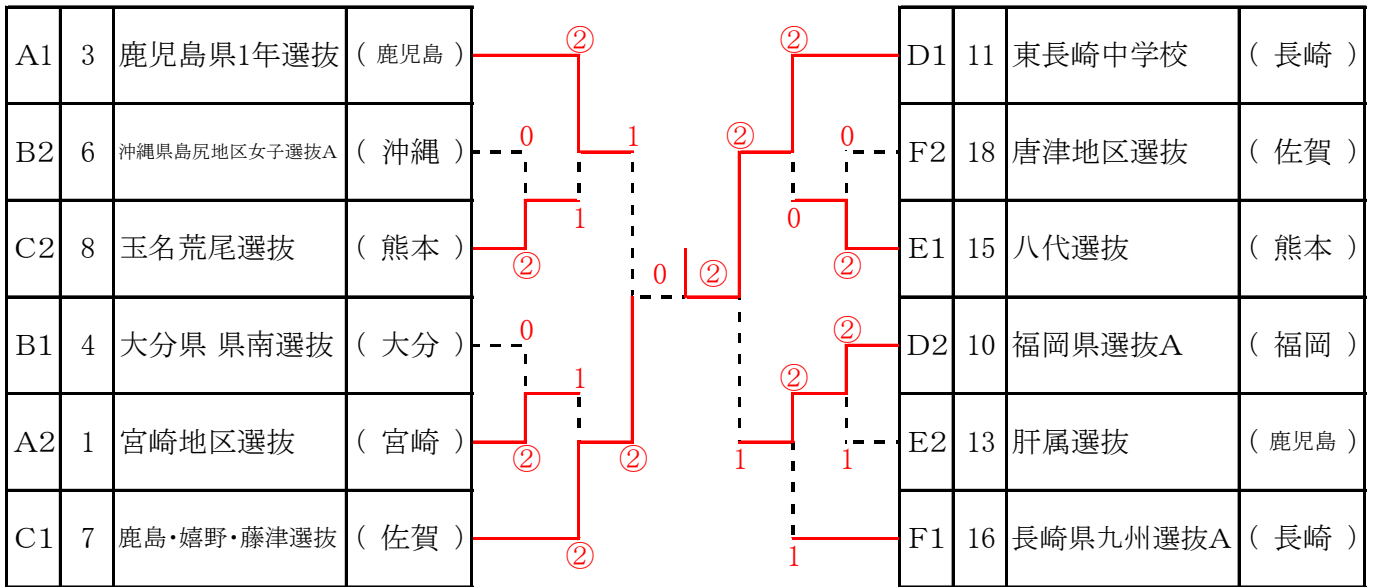 A1 3 鹿児島県1年選抜 ( 鹿児島 ) ② ② D1 11 東長崎中学校 ( 長崎 )
B2 6 沖縄県島尻地区女子選抜A ( 沖縄 ) 0 1 ② 0 F2 18 唐津地区選抜 ( 佐賀 )
1 0
C2 8 玉名荒尾選抜 ( 熊本 ) ② ② E1 15 八代選抜 ( 熊本 )
0 ②
B1 4 大分県 県南選抜 ( 大分 ) 0 ② D2 10 福岡県選抜A ( 福岡 )
1 ②
A2 1 宮崎地区選抜 ( 宮崎 ) ② ② 1 1 E2 13 肝属選抜 ( 鹿児島 )
C1 7 鹿島・嬉野・藤津選抜 ( 佐賀 ) ② 1 F1 16 長崎県九州選抜A ( 長崎 )